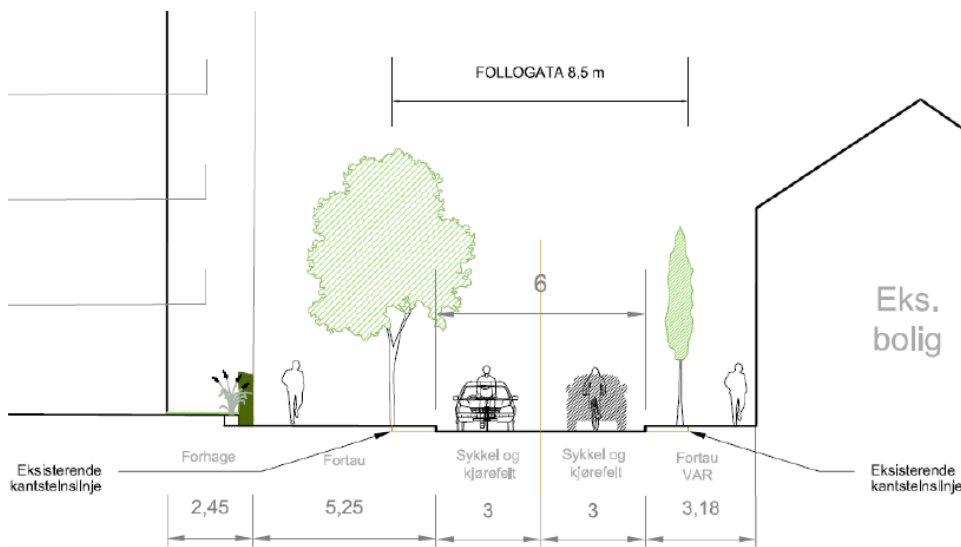 FOLLOGATA 8,5 m
6
Eks.
bolig
Eksisterende
kantsteinslinje
Forhage
Fortau
Sykkel og
kjørefelt
Sykkel og
kjørefelt
Fortau
VAR
Eksisterende
kantsteinslinje
2,45
5,25
3
3
3,18